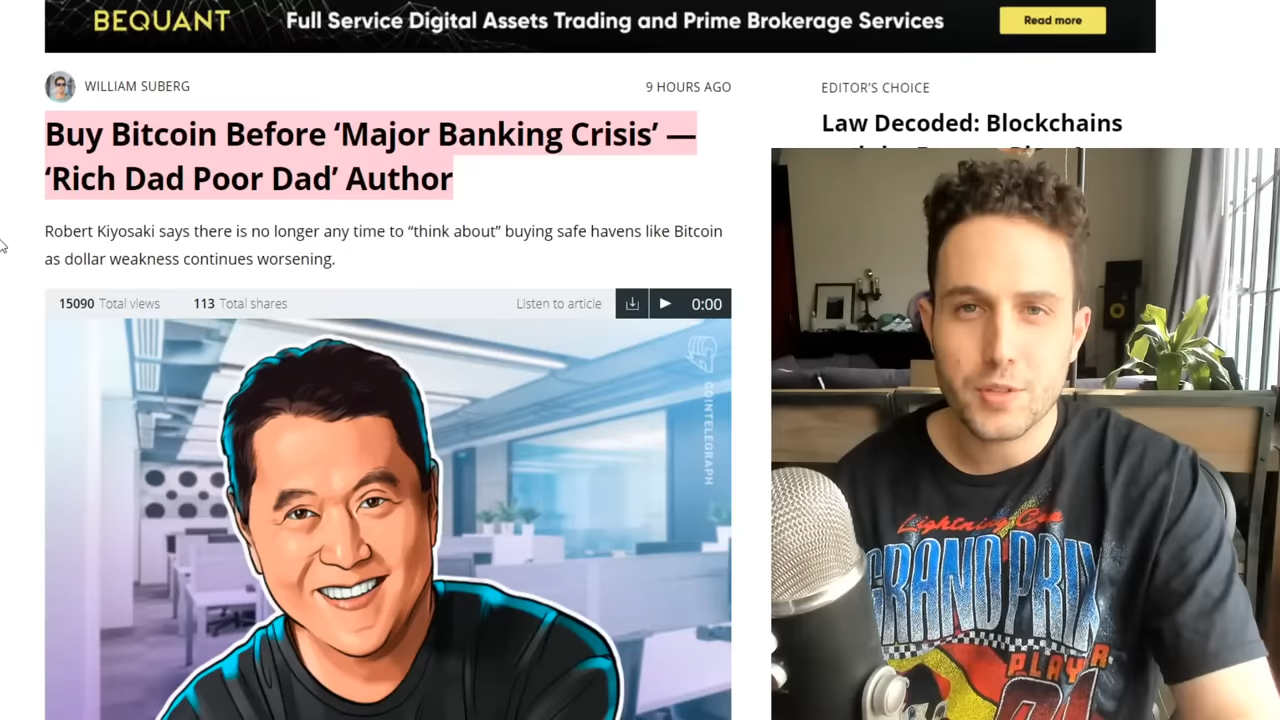 BEQUANT
Full Service Digital Assets Trading and Prime Brokerage Services
Read more
WILLIAM SUBERG
9 HOURS AGO
Buy Bitcoin Before ‘Major Banking Crisis’ —
‘Rich Dad Poor Dad’ Author
Robert Kiyosaki says there is no longer any time to “think about” buying safe havens like Bitcoin
as dollar weakness continues worsening.
15090 Total views
113 Total shares
Listen to article
0:00
COINTELEGRAPH
EDITOR’S CHOICE
Law Decoded: Blockchains
GRAND PRIX